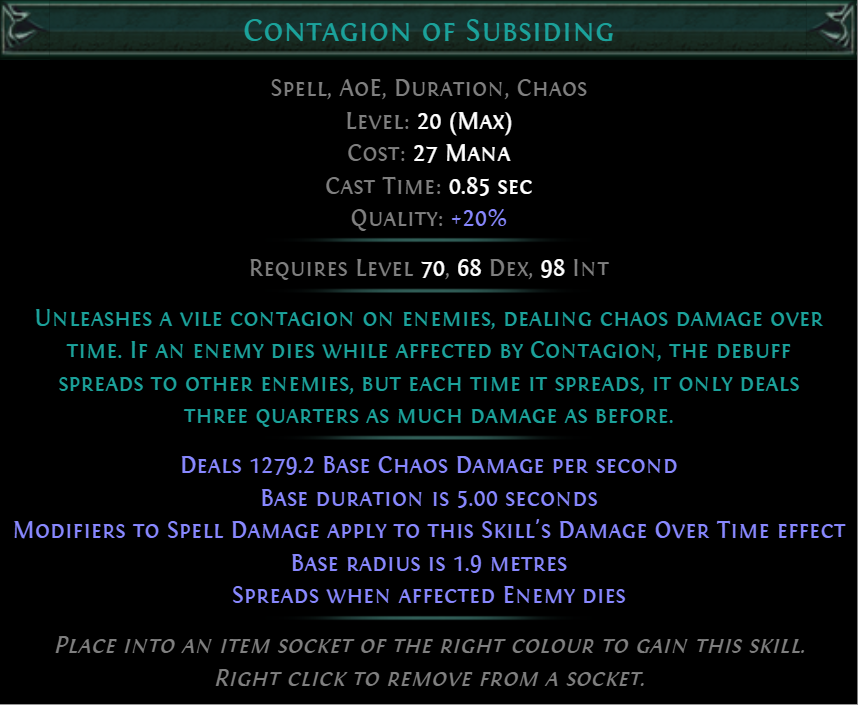 Contagion of Subsiding
Spell, AoE, Duration, Chaos
Level: 20 (Max)
Cost: 27 Mana
Cast Time: 0.85 sec
Quality: +20%
Requires Level 70, 68 Dex, 98 Int
Unleashes a vile contagion on enemies, dealing chaos damage over
time. If an enemy dies while affected by Contagion, the debuff
spreads to other enemies, but each time it spreads, it only deals
three quarters as much damage as before.
Deals 1279.2 Base Chaos Damage per second
Base duration is 5.00 seconds
Modifiers to Spell Damage apply to this Skill's Damage Over Time effect
Base radius is 1.9 metres
Spreads when affected Enemy dies
Place into an item socket of the right colour to gain this skill.
Right click to remove from a socket.